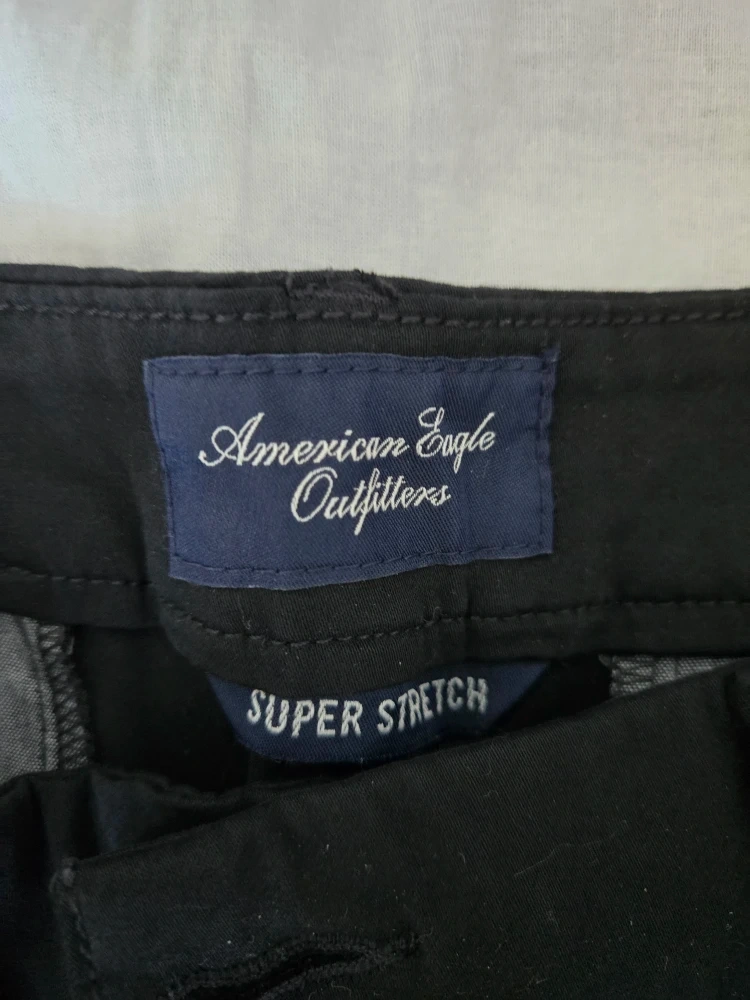 American Eagle
Outfitters
SUPER STRETCH